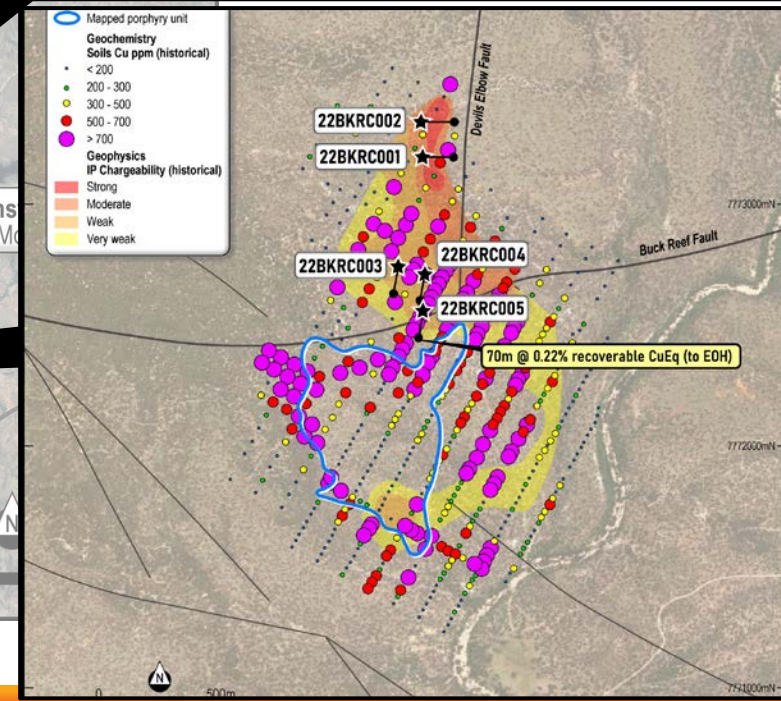 Mapped porphyry unit
Geochemistry
Soils Cu ppm (historical)
< 200
200 - 300
300 - 500
500 - 700
> 700
Geophysics
IP Chargeability (historical)
Strong
Moderate
Weak
Very weak
Devils Elbow Fault
22BKRC002
22BKRC001
7773000mN
Buck Reef Fault
22BKRC003
22BKRC004
22BKRC005
70m @ 0.22% recoverable CuEq (to EOH)
7772000mN
N
N
0
500m
7771000mN